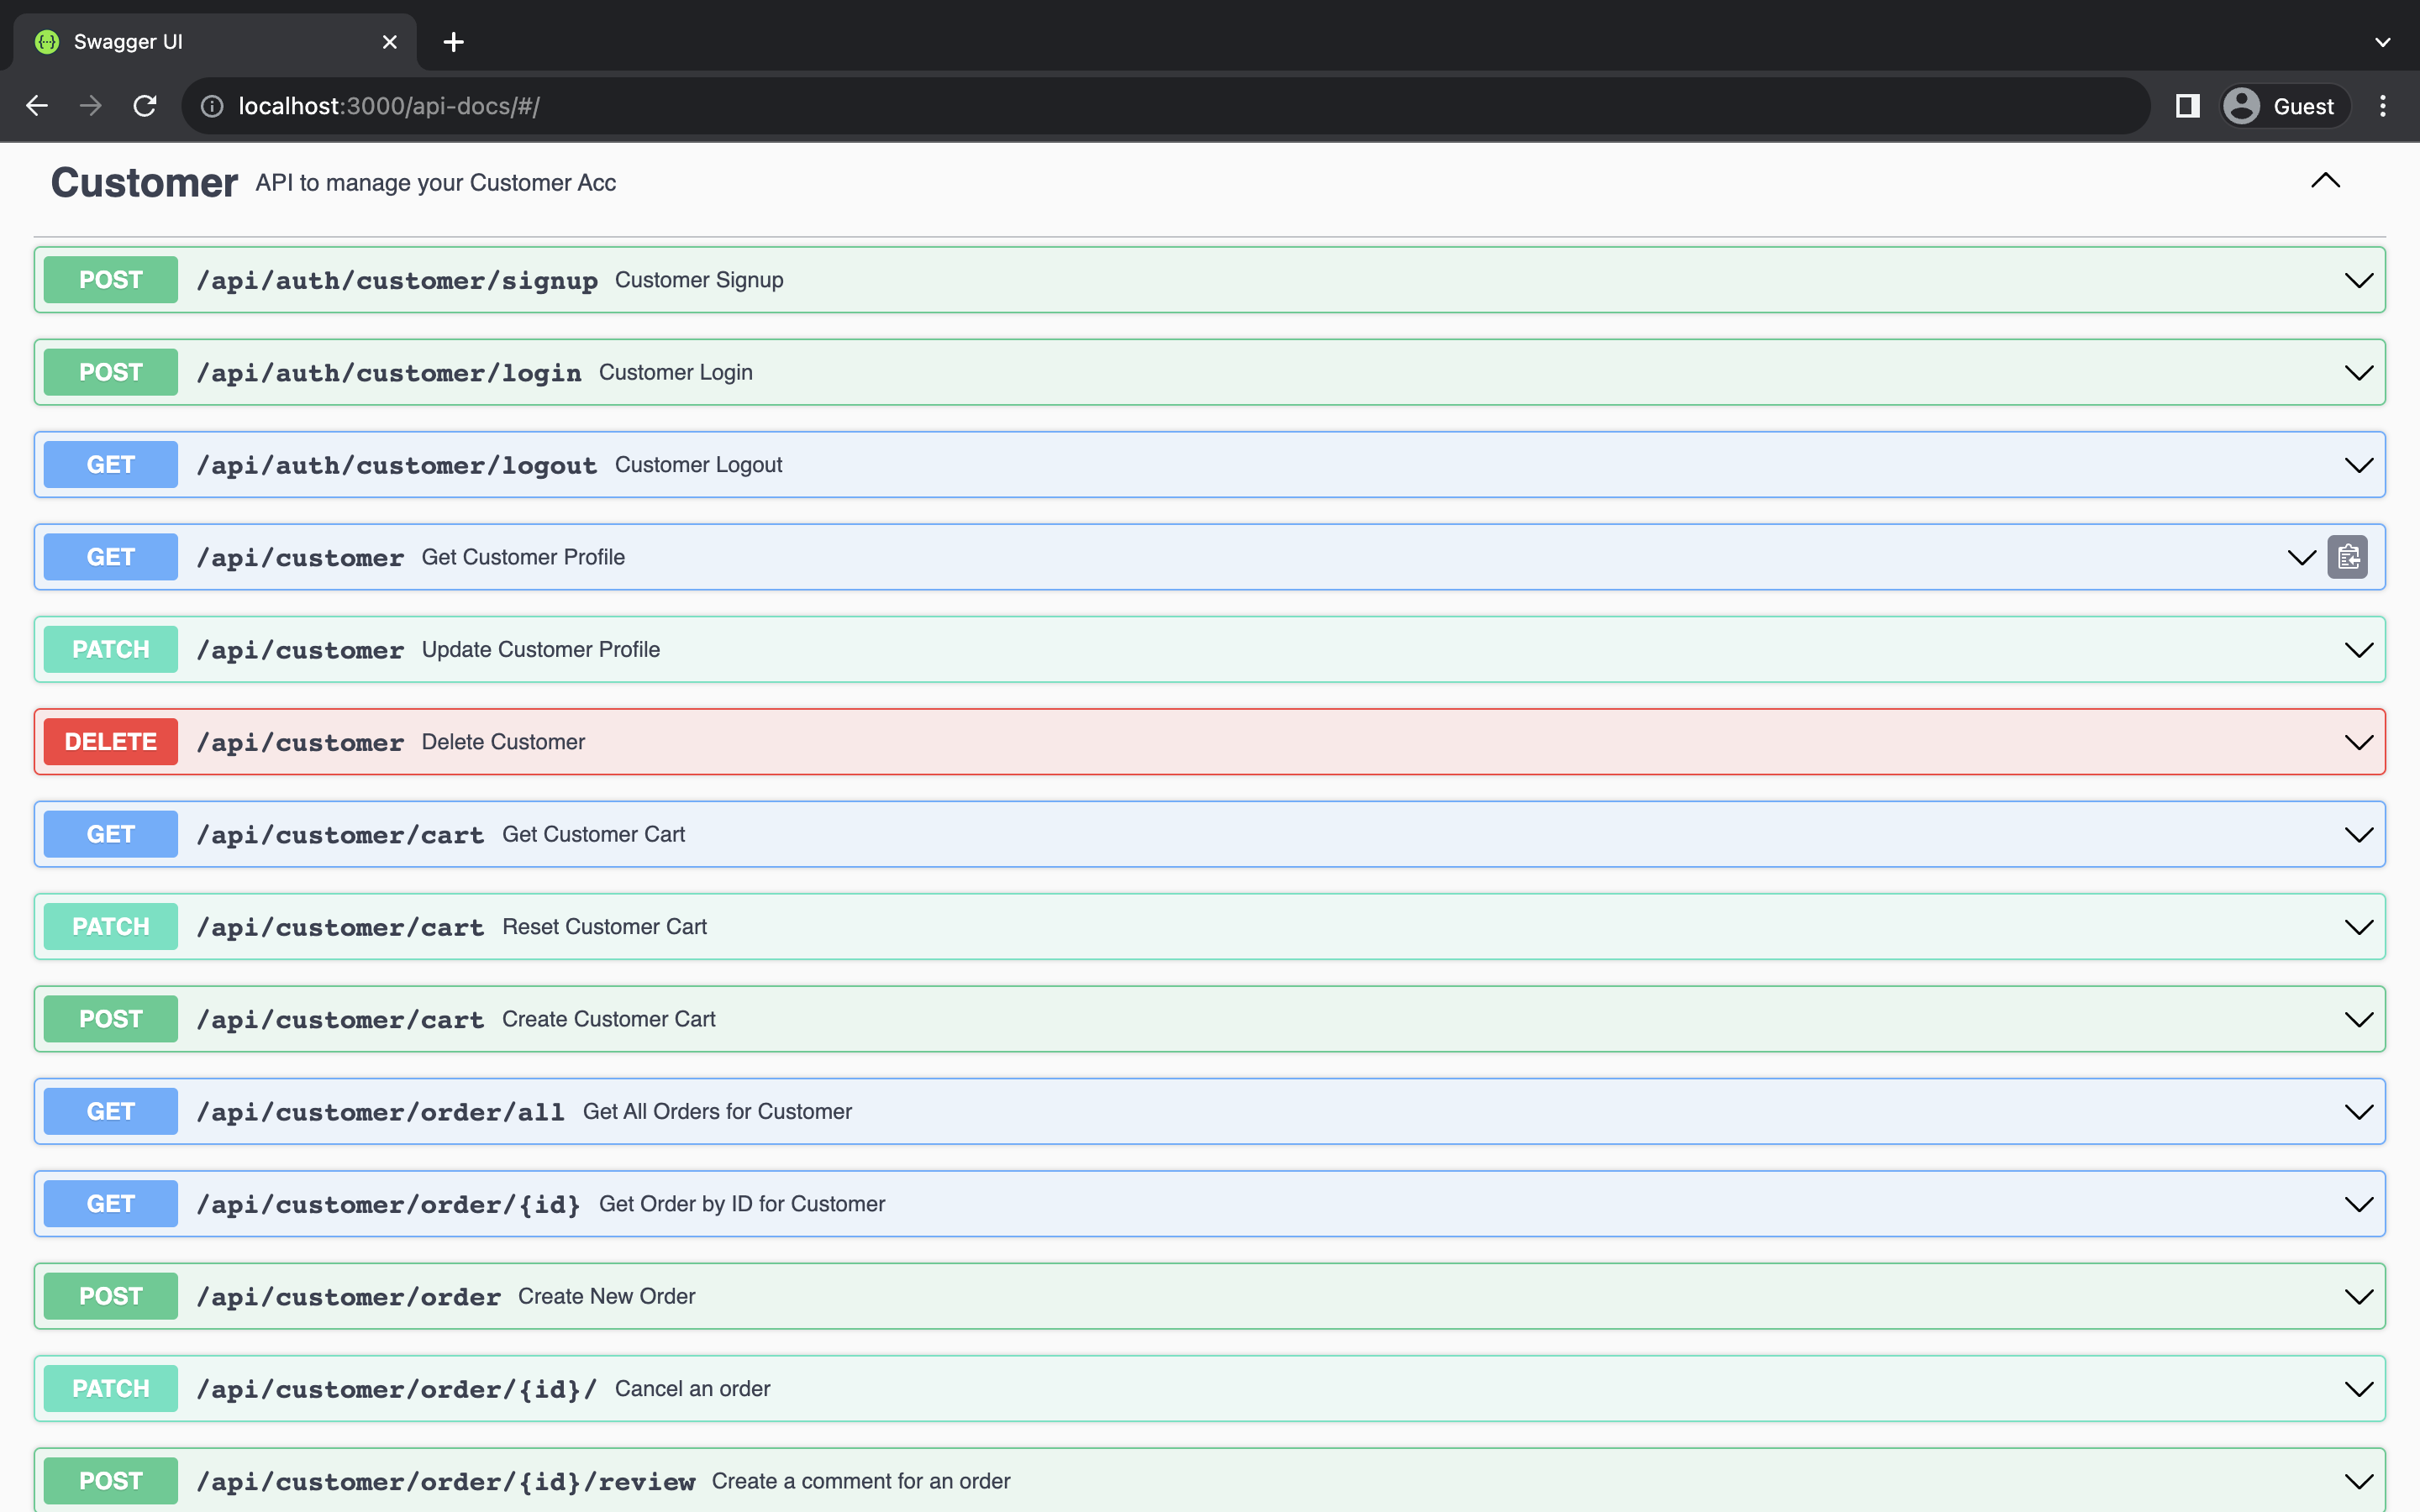 Swagger UI
localhost:3000/api-docs/#/
Guest
Customer API to manage your Customer Acc
POST /api/auth/customer/signup Customer Signup
POST /api/auth/customer/login Customer Login
GET /api/auth/customer/logout Customer Logout
GET /api/customer Get Customer Profile
PATCH /api/customer Update Customer Profile
DELETE /api/customer Delete Customer
GET /api/customer/cart Get Customer Cart
PATCH /api/customer/cart Reset Customer Cart
POST /api/customer/cart Create Customer Cart
GET /api/customer/order/all Get All Orders for Customer
GET /api/customer/order/{id} Get Order by ID for Customer
POST /api/customer/order Create New Order
PATCH /api/customer/order/{id}/ Cancel an order
POST /api/customer/order/{id}/review Create a comment for an order